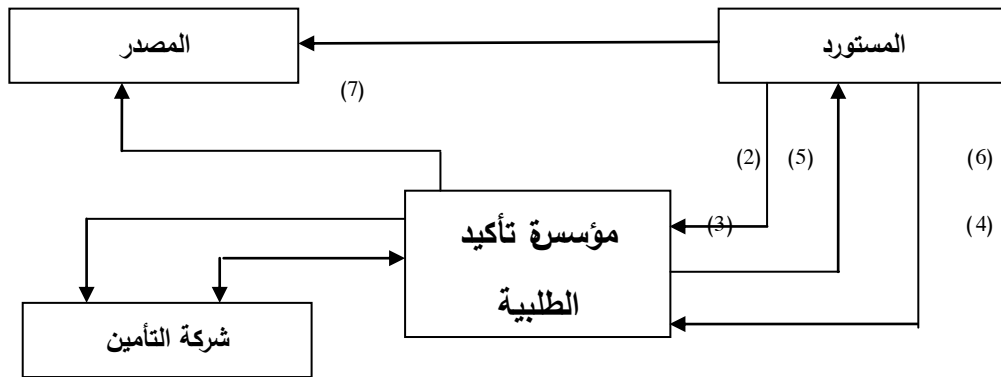 المستورد
المصدر
(7)
(6)
(5)
(2)
(4)
(3)
مؤسسة تأكيد
الطلبية
شركة التأمين